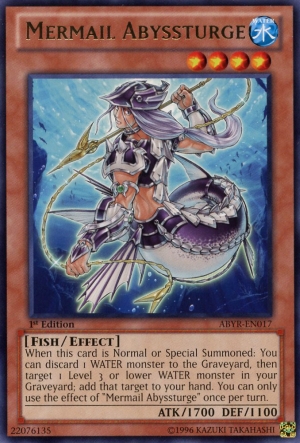 Mermail Abyssturge
WATER
水
1st Edition
ABYR-EN017
[Fish/Effect]
When this card is Normal or Special Summoned: You
can discard 1 WATER monster to the Graveyard, then
target 1 Level 3 or lower WATER monster in
your Graveyard; add that target to your hand. You can only
use the effect of "Mermail Abyssturge" once per turn.
ATK/1700 DEF/1100
22076135
©1996 KAZUKI TAKAHASHI